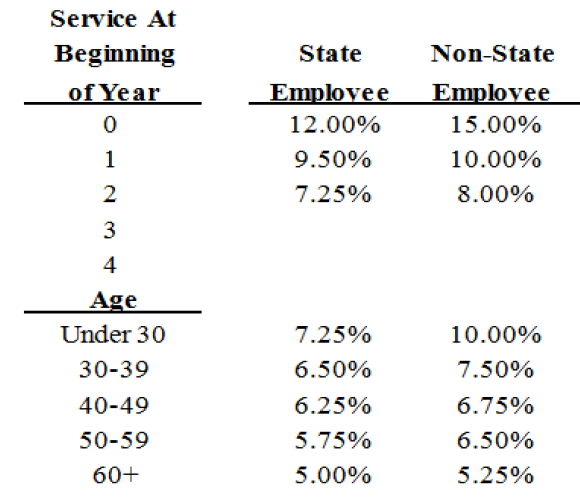 Service At
Beginning State Non-State
of Year Employee Employee
0 12.00% 15.00%
1 9.50% 10.00%
2 7.25% 8.00%
3
4
Age
Under 30 7.25% 10.00%
30-39 6.50% 7.50%
40-49 6.25% 6.75%
50-59 5.75% 6.50%
60+ 5.00% 5.25%